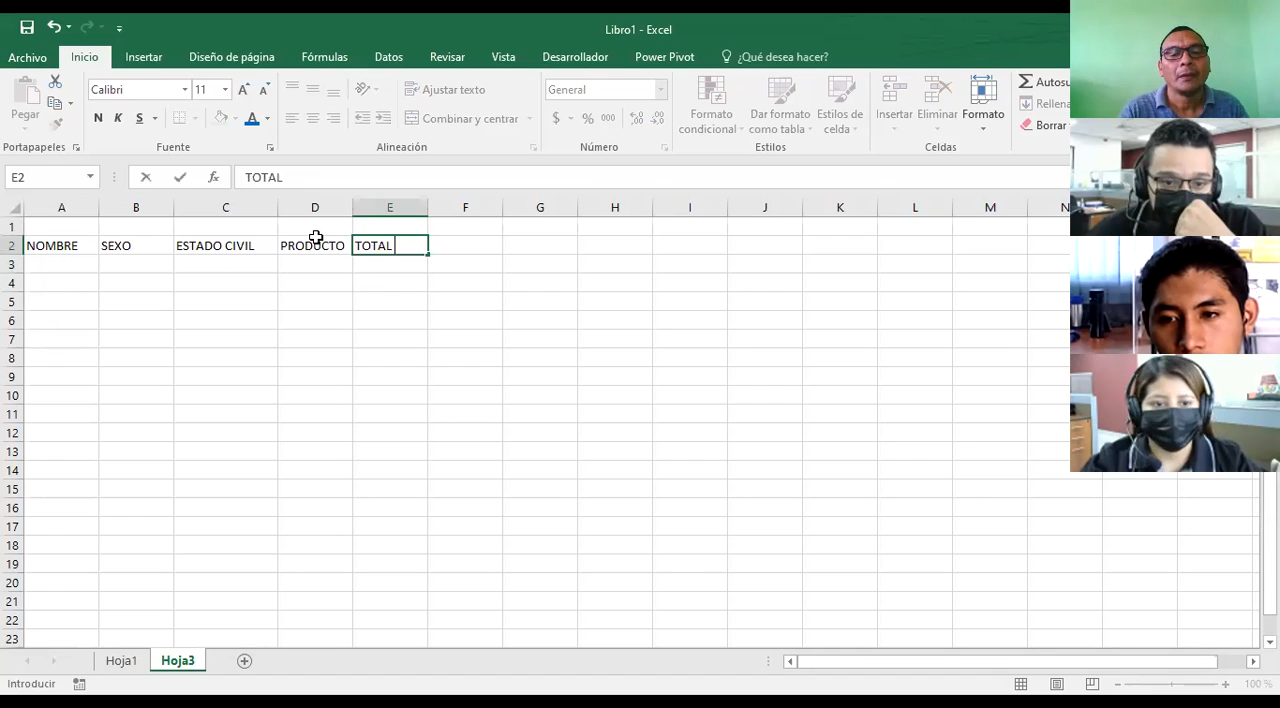 Libro1 - Excel
Archivo Inicio Insertar Diseño de página Fórmulas Datos Revisar Vista Desarrollador Power Pivot ¿Qué desea hacer?
Calibri 11 Ajustar texto General Autosu
Pegar N K S A Combinar y centrar $ % 000 Formato condicional Dar formato como tabla Estilos de celda Insertar Eliminar Formato Rellena
Borrar
Portapapeles Fuente Alineación Número Estilos Celdas
E2 fx TOTAL
A B C D E F G H I J K L M N
1
2 NOMBRE SEXO ESTADO CIVIL PRODUCTO TOTAL
3
4
5
6
7
8
9
10
11
12
13
14
15
16
17
18
19
20
21
22
23
Hoja1 Hoja3
Introducir 100 %